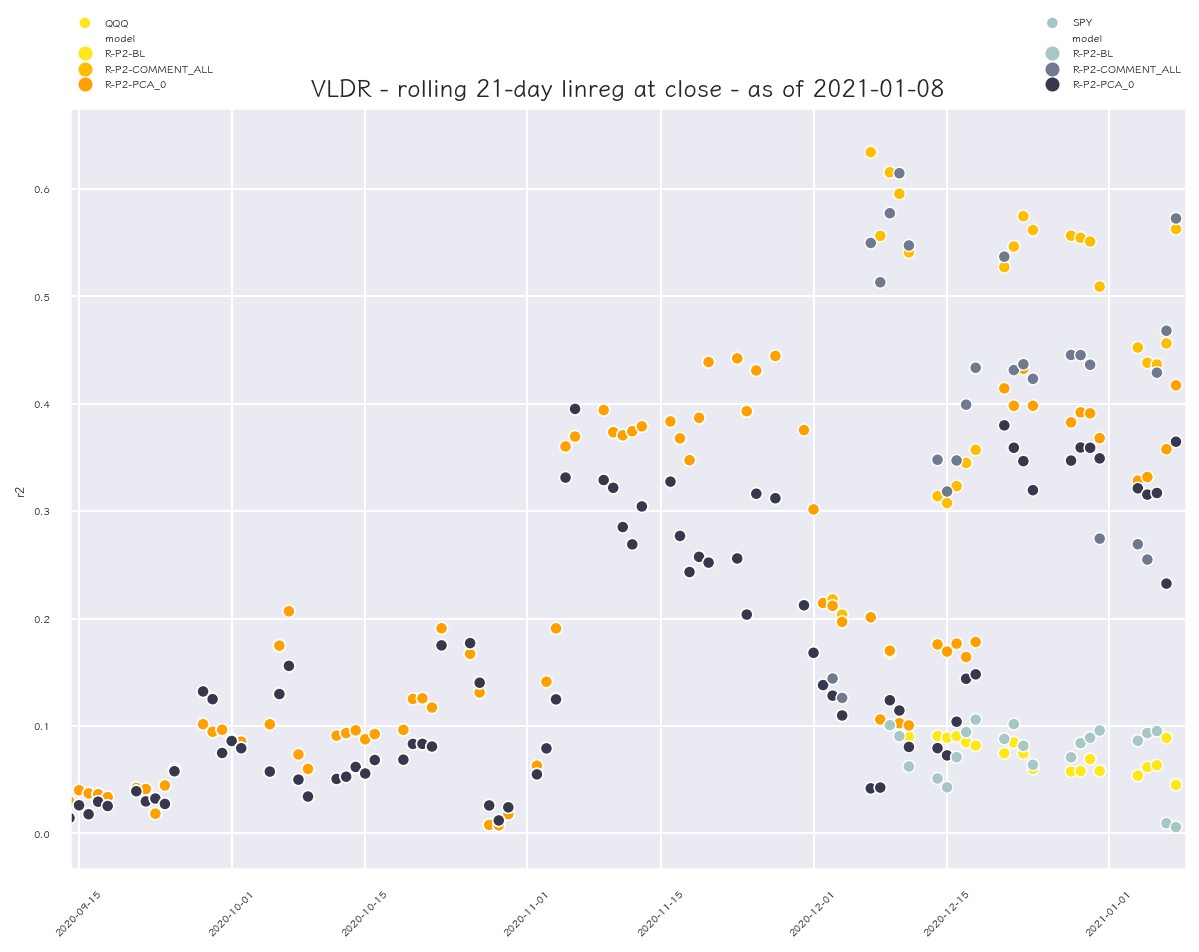 QQQ
model
R-P2-BL
R-P2-COMMENT_ALL
R-P2-PCA_0
SPY
model
R-P2-BL
R-P2-COMMENT_ALL
R-P2-PCA_0
VLDR - rolling 21-day linreg at close - as of 2021-01-08
0.6
0.5
0.4
0.3
0.2
0.1
0.0
r2
2020-09-15
2020-10-01
2020-10-15
2020-11-01
2020-11-15
2020-12-01
2020-12-15
2021-01-01